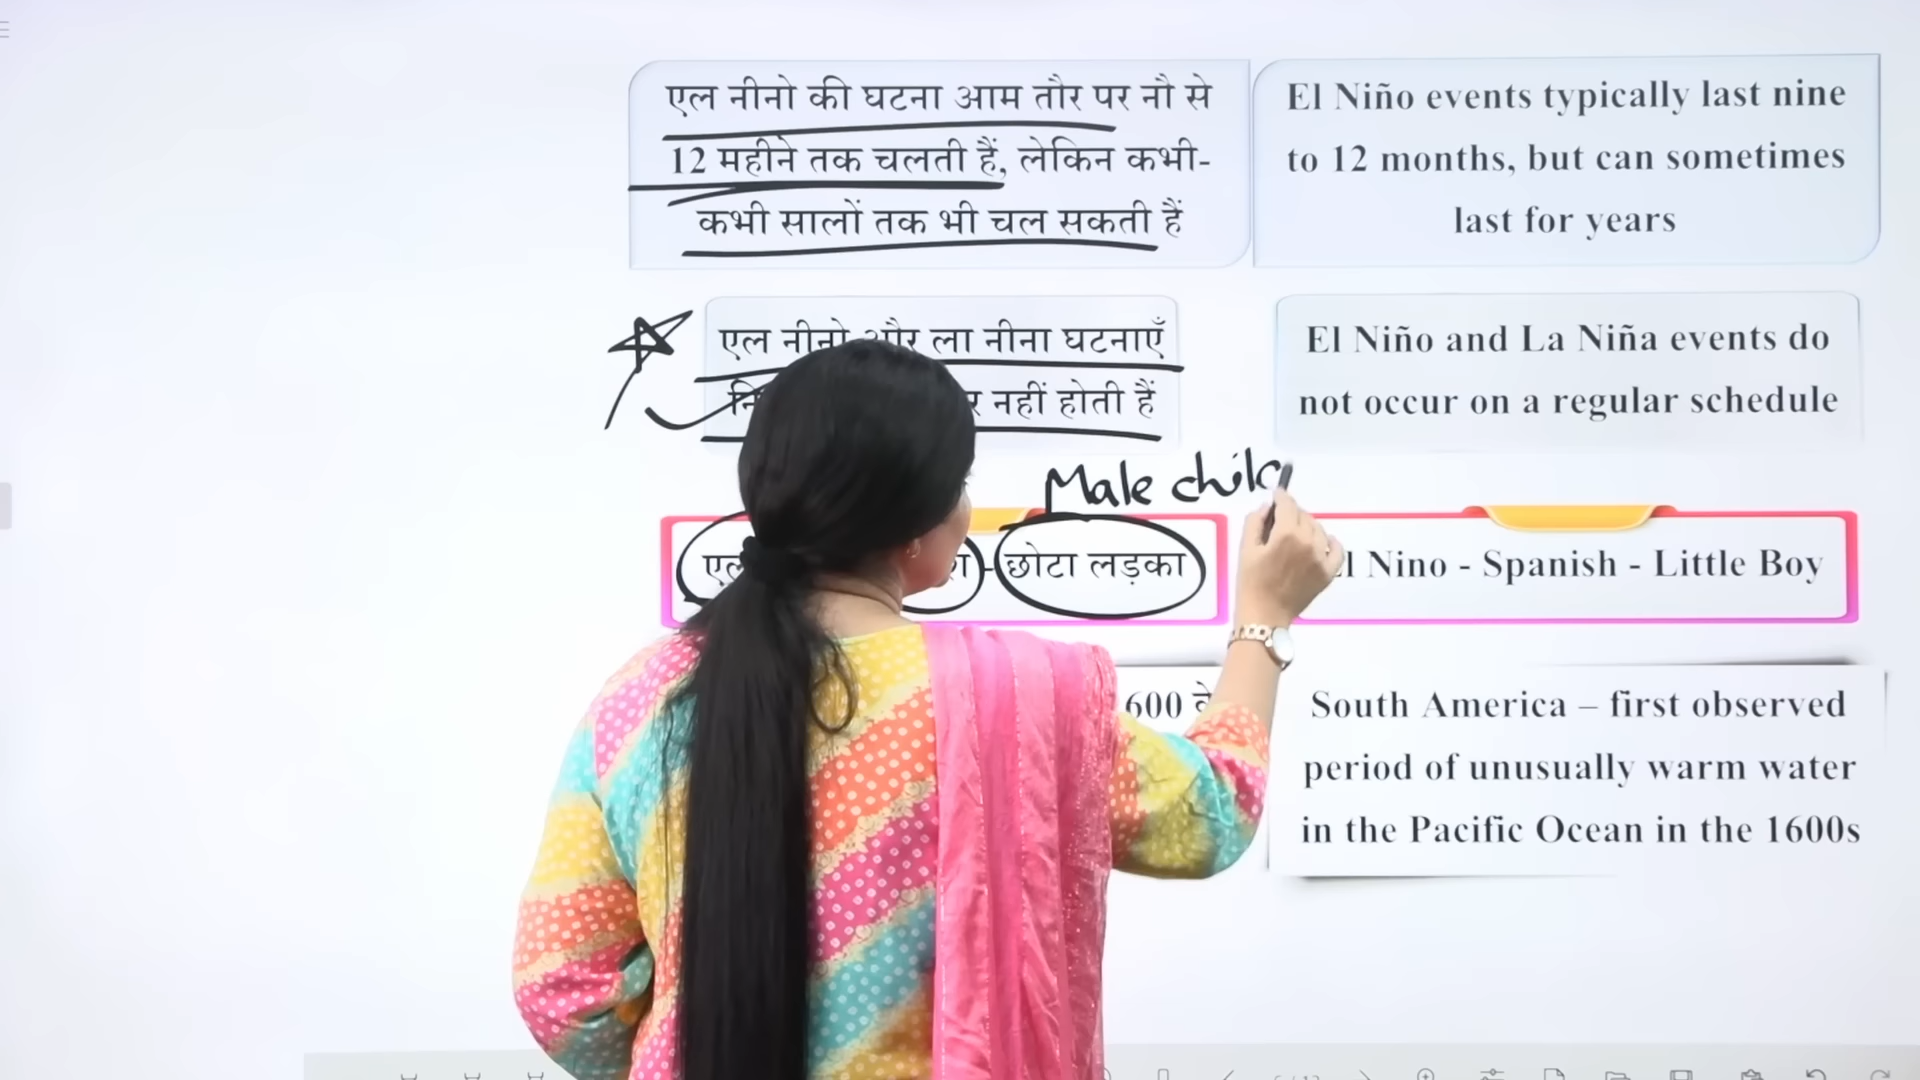 एल नीनो की घटना आम तौर पर नौ से
12 महीने तक चलती हैं, लेकिन कभी-
कभी सालों तक भी चल सकती हैं
El Niño events typically last nine
to 12 months, but can sometimes
last for years
एल नीनो और ला नीना घटनाएँ
नहीं होती हैं
El Niño and La Niña events do
not occur on a regular schedule
Male child
एल - छोटा लड़का
El Nino - Spanish - Little Boy
600 के
South America – first observed
period of unusually warm water
in the Pacific Ocean in the 1600s